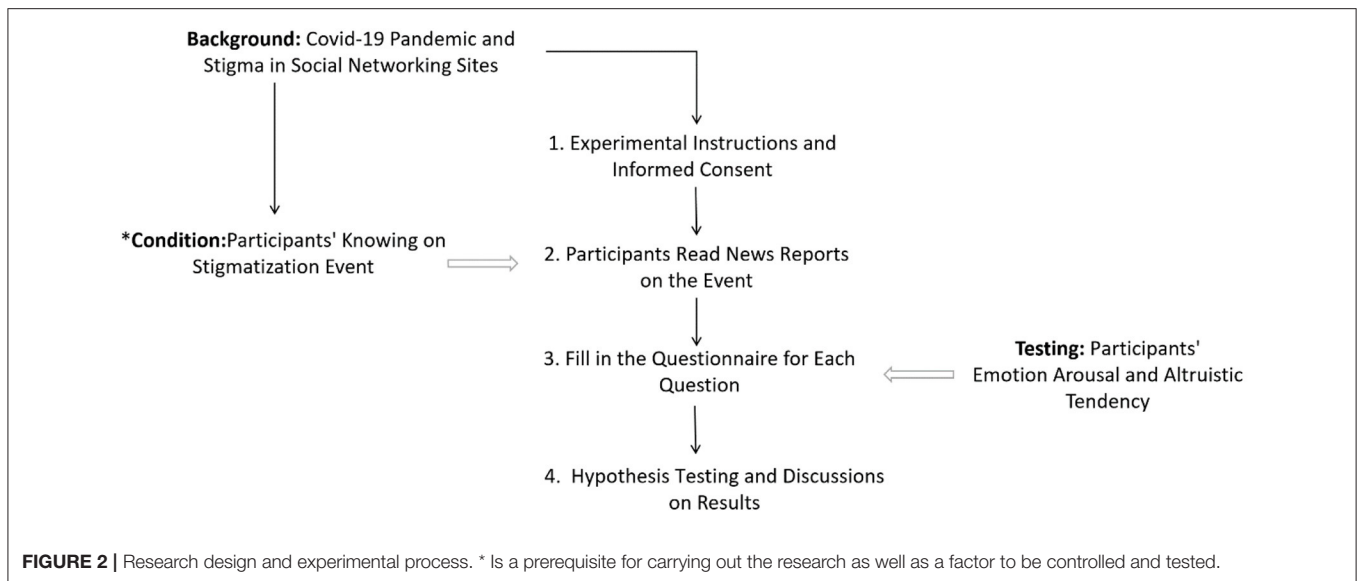 Background: Covid-19 Pandemic and
Stigma in Social Networking Sites
1. Experimental Instructions and
Informed Consent
*Condition:Participants' Knowing on
Stigmatization Event
2. Participants Read News Reports
on the Event
3. Fill in the Questionnaire for Each
Question
Testing: Participants'
Emotion Arousal and Altruistic
Tendency
4. Hypothesis Testing and Discussions
on Results
FIGURE 2 | Research design and experimental process. * Is a prerequisite for carrying out the research as well as a factor to be controlled and tested.